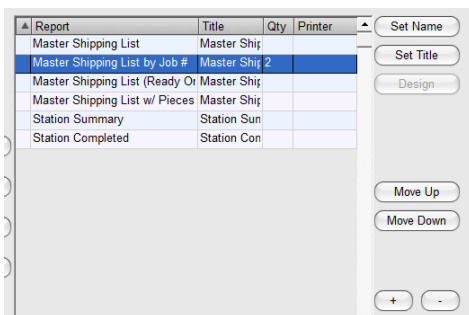 Report Title Qty Printer
Master Shipping List Master Ship
Master Shipping List by Job # Master Ship 2
Master Shipping List (Ready Or Master Ship
Master Shipping List w/ Pieces Master Ship
Station Summary Station Sun
Station Completed Station Con
Set Name
Set Title
Design
Move Up
Move Down
+ -